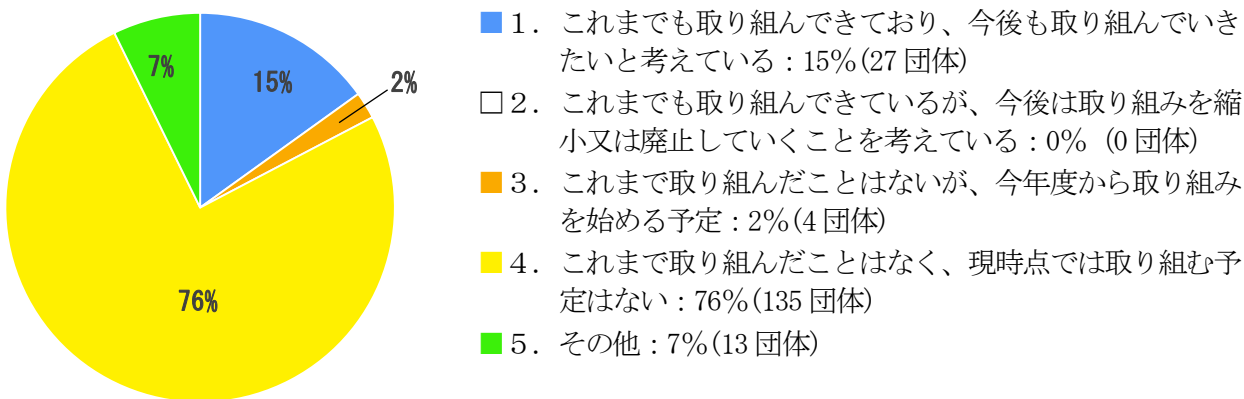 7%
15%
2%
76%
■１．これまでも取り組んできており、今後も取り組んでいき
たいと考えている：15％(27 団体)
□２．これまでも取り組んできているが、今後は取り組みを縮
小又は廃止していくことを考えている：0％ (0 団体)
■３．これまで取り組んだことはないが、今年度から取り組み
を始める予定：2％(4 団体)
■４．これまで取り組んだことはなく、現時点では取り組む予
定はない：76％(135 団体)
■５．その他：7％(13 団体)